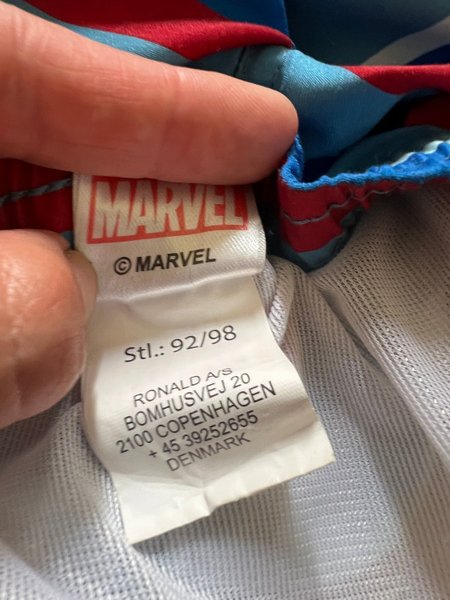 MARVEL
© MARVEL
Stl.: 92/98
RONALD A/S
BOMHUSVEJ 20
2100 COPENHAGEN
+ 45 39252655
DENMARK